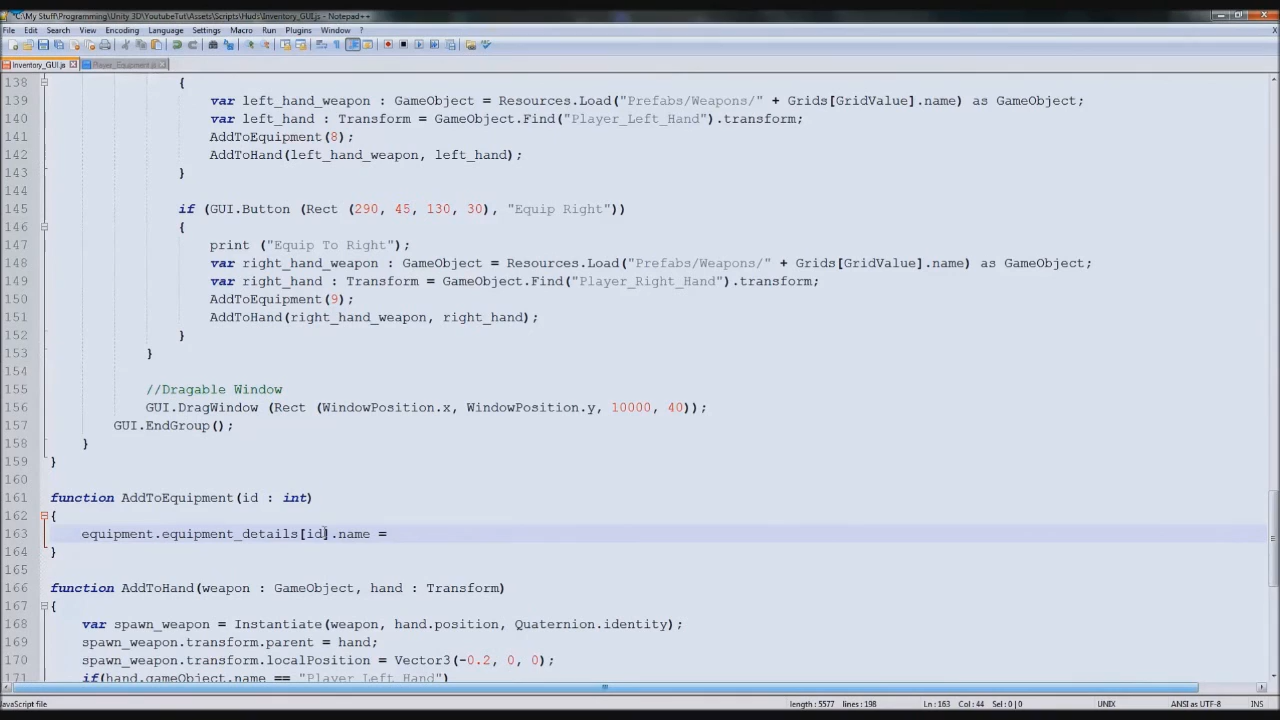 *C:\My Stuff\Programming\Unity 3D\YoutubeTut\Assets\Scripts\Huds\Inventory_GUI.js - Notepad++
File Edit Search View Encoding Language Settings Macro Run Plugins Window ?
X
Inventory_GUI.js Player_Equipment.js
138 {
139 var left_hand_weapon : GameObject = Resources.Load("Prefabs/Weapons/" + Grids[GridValue].name) as GameObject;
140 var left_hand : Transform = GameObject.Find("Player_Left_Hand").transform;
141 AddToEquipment(8);
142 AddToHand(left_hand_weapon, left_hand);
143 }
144
145 if (GUI.Button (Rect (290, 45, 130, 30), "Equip Right"))
146 {
147 print ("Equip To Right");
148 var right_hand_weapon : GameObject = Resources.Load("Prefabs/Weapons/" + Grids[GridValue].name) as GameObject;
149 var right_hand : Transform = GameObject.Find("Player_Right_Hand").transform;
150 AddToEquipment(9);
151 AddToHand(right_hand_weapon, right_hand);
152 }
153 }
154
155 //Dragable Window
156 GUI.DragWindow (Rect (WindowPosition.x, WindowPosition.y, 10000, 40));
157 GUI.EndGroup();
158 }
159 }
160
161 function AddToEquipment(id : int)
162 {
163 equipment.equipment_details[id].name =
164 }
165
166 function AddToHand(weapon : GameObject, hand : Transform)
167 {
168 var spawn_weapon = Instantiate(weapon, hand.position, Quaternion.identity);
169 spawn_weapon.transform.parent = hand;
170 spawn_weapon.transform.localPosition = Vector3(-0.2, 0, 0);
171 if(hand.gameObject.name == "Player_Left_Hand")
JavaScript file length : 5577 lines : 198 Ln : 163 Col : 44 Sel : 0 | 0 UNIX ANSI as UTF-8 INS